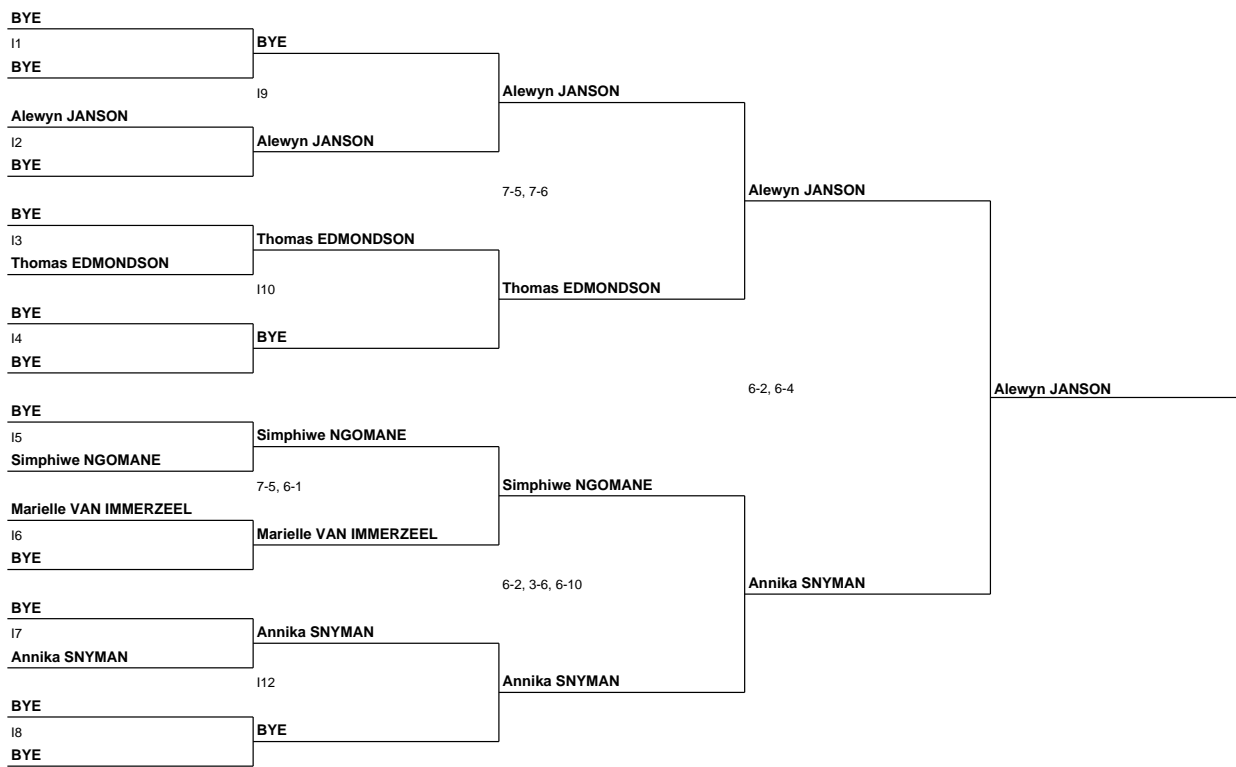 BYE
I1
BYE
BYE
I9
Alewyn JANSON
Alewyn JANSON
I2
Alewyn JANSON
BYE
7-5, 7-6
Alewyn JANSON
BYE
I3
Thomas EDMONDSON
Thomas EDMONDSON
I10
Thomas EDMONDSON
BYE
I4
BYE
BYE
6-2, 6-4
Alewyn JANSON
BYE
I5
Simphiwe NGOMANE
Simphiwe NGOMANE
7-5, 6-1
Simphiwe NGOMANE
Marielle VAN IMMERZEEL
I6
Marielle VAN IMMERZEEL
BYE
6-2, 3-6, 6-10
Annika SNYMAN
BYE
I7
Annika SNYMAN
Annika SNYMAN
I12
Annika SNYMAN
BYE
I8
BYE
BYE